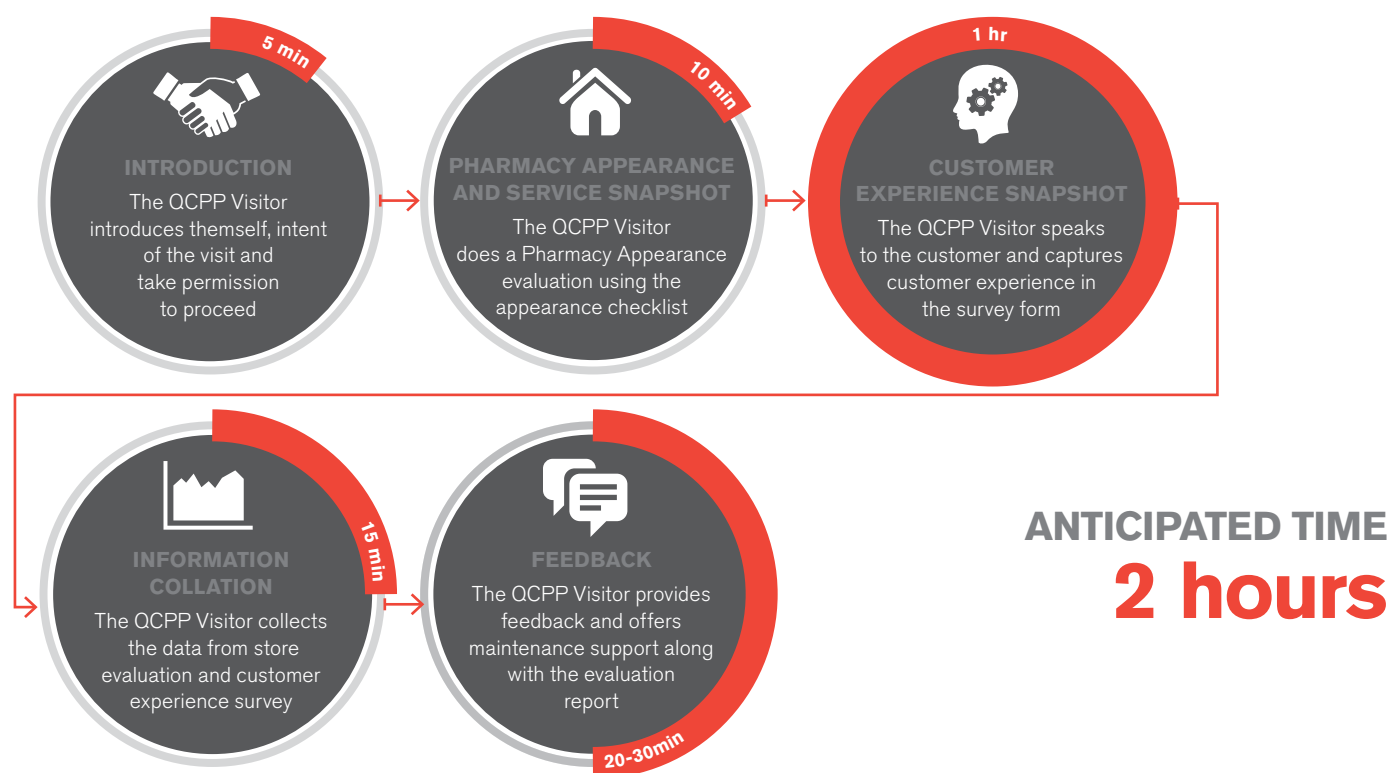 5 min
INTRODUCTION
The QCPP Visitor
introduces themself, intent
of the visit and
take permission
to proceed
10 min
PHARMACY APPEARANCE
AND SERVICE SNAPSHOT
The QCPP Visitor
does a Pharmacy Appearance
evaluation using the
appearance checklist
1 hr
CUSTOMER
EXPERIENCE SNAPSHOT
The QCPP Visitor speaks
to the customer and captures
customer experience in
the survey form
15 min
INFORMATION
COLLATION
The QCPP Visitor collects
the data from store
evaluation and customer
experience survey
FEEDBACK
The QCPP Visitor provides
feedback and offers
maintenance support along
with the evaluation
report
20-30min
ANTICIPATED TIME
2 hours